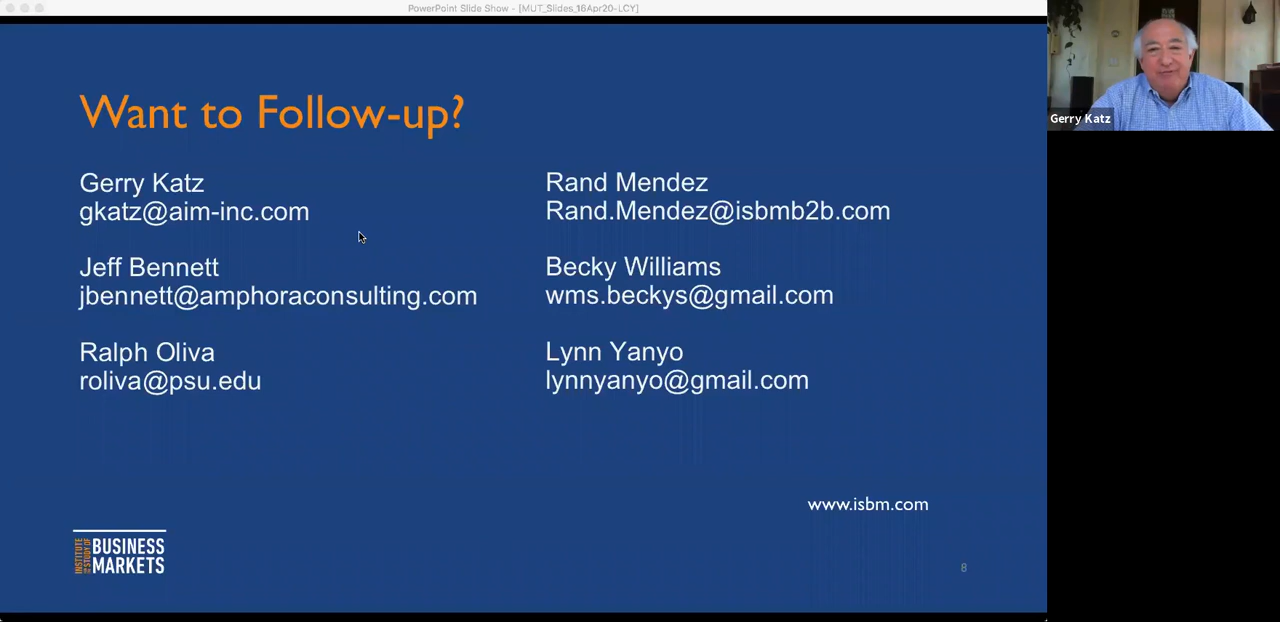 PowerPoint Slide Show - [MUT_Slides_16Apr20-LCY]
Want to Follow-up?
Gerry Katz
gkatz@aim-inc.com
Jeff Bennett
jbennett@amphoraconsulting.com
Ralph Oliva
roliva@psu.edu
Rand Mendez
Rand.Mendez@isbmb2b.com
Becky Williams
wms.beckys@gmail.com
Lynn Yanyo
lynnyanyo@gmail.com
www.isbm.com
INSTITUTE
STUDY OF
BUSINESS
MARKETS
8
Gerry Katz